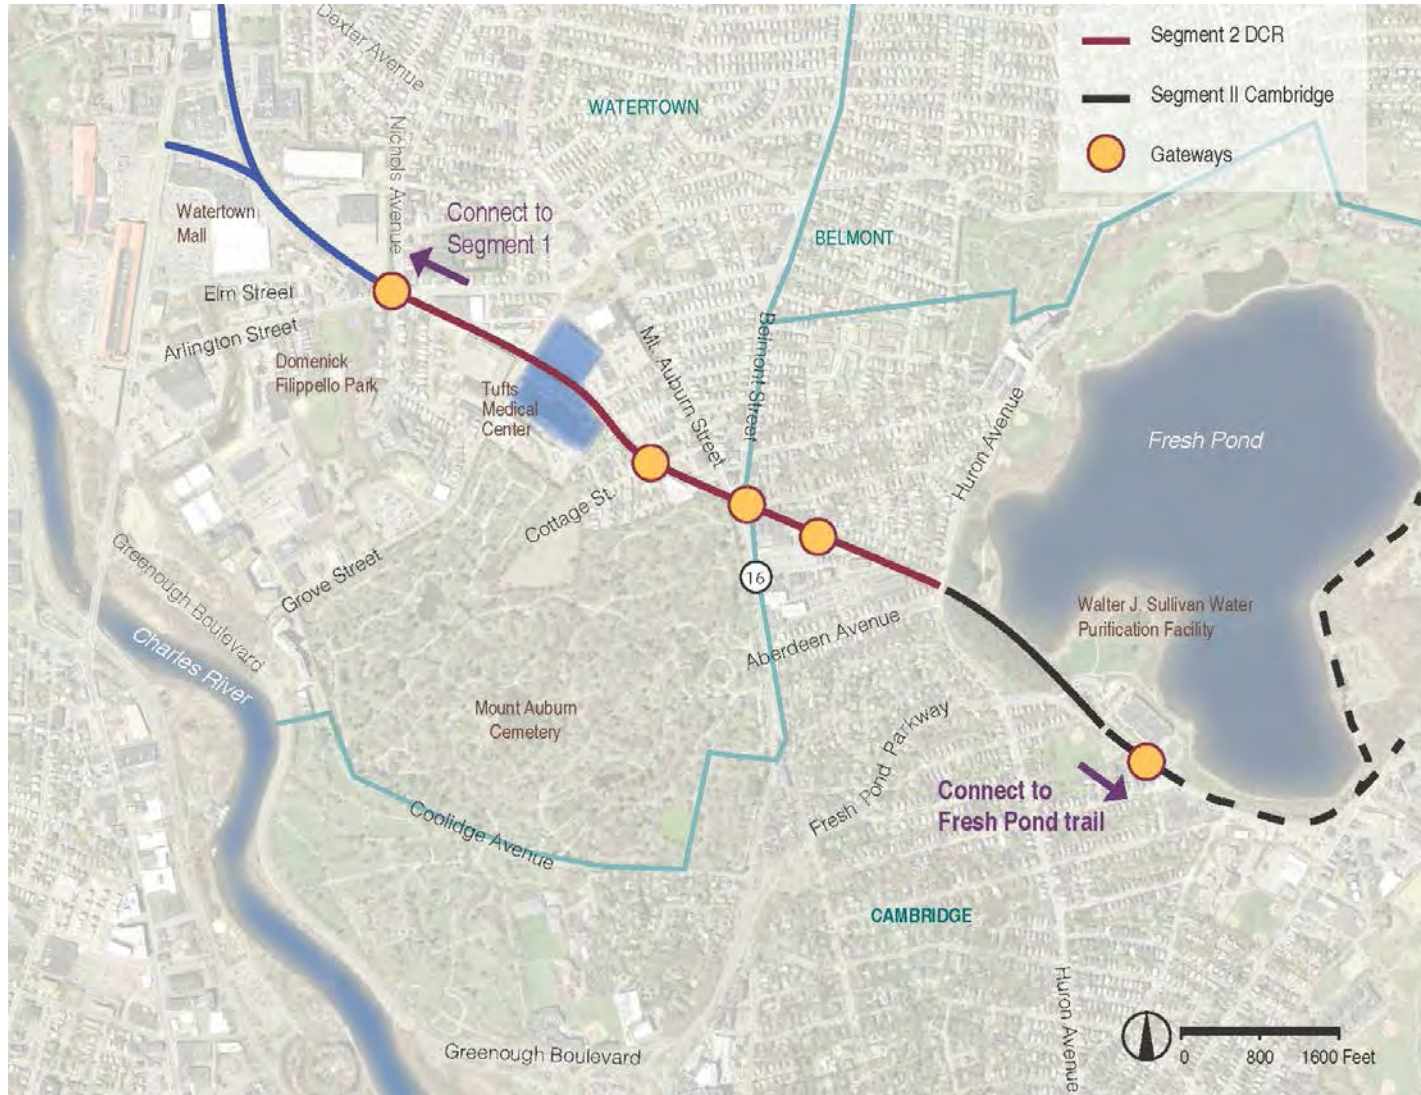 Dexter Avenue
Segment 2 DCR
Segment II Cambridge
Gateways
WATERTOWN
Nichols Avenue
Watertown
Mall
Connect to
Segment 1
BELMONT
Elm Street
Arlington Street
Domenick
Filippello Park
Tufts
Medical
Center
Mt. Auburn Street
Belmont Street
Huron Avenue
Fresh Pond
Cottage St.
16
Grove Street
Greenough Boulevard
Charles River
Aberdeen Avenue
Walter J. Sullivan Water
Purification Facility
Mount Auburn
Cemetery
Fresh Pond Parkway
Connect to
Fresh Pond trail
Coolidge Avenue
CAMBRIDGE
Huron Avenue
Greenough Boulevard
0 800 1600 Feet